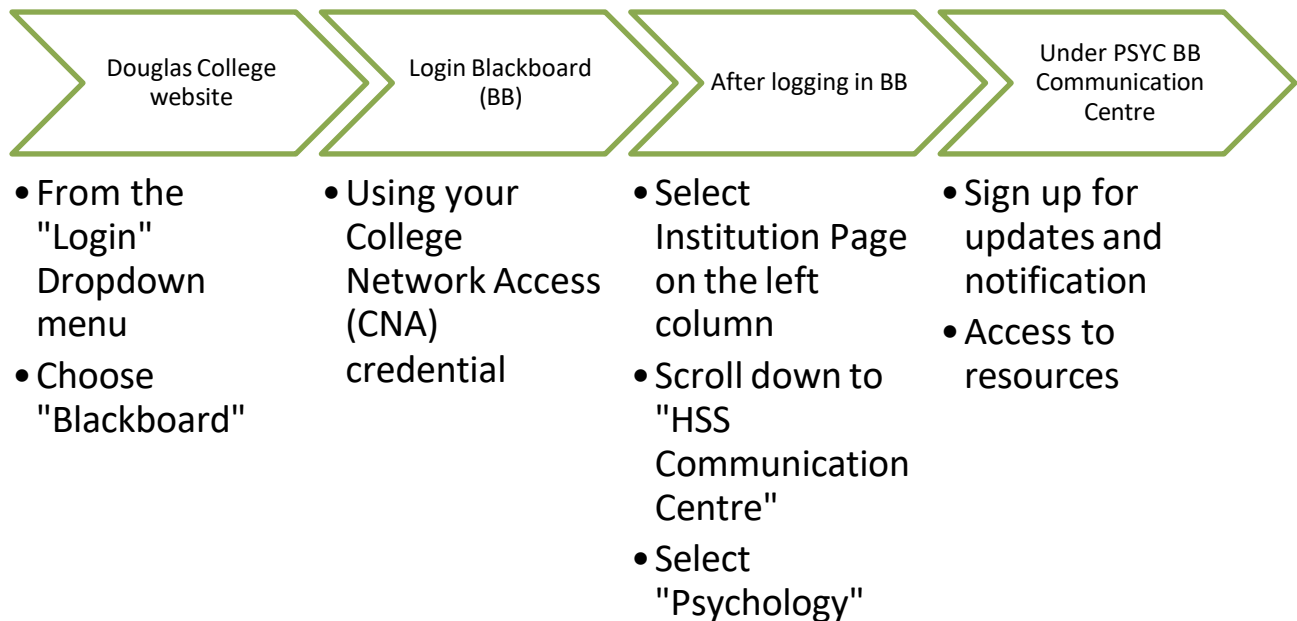 Douglas College
website
Login Blackboard
(BB)
After logging in BB
Under PSYC BB
Communication
Centre
• From the
"Login"
Dropdown
menu
• Choose
"Blackboard"
• Using your
College
Network Access
(CNA)
credential
• Select
Institution Page
on the left
column
• Scroll down to
"HSS
Communication
Centre"
• Select
"Psychology"
• Sign up for
updates and
notification
• Access to
resources